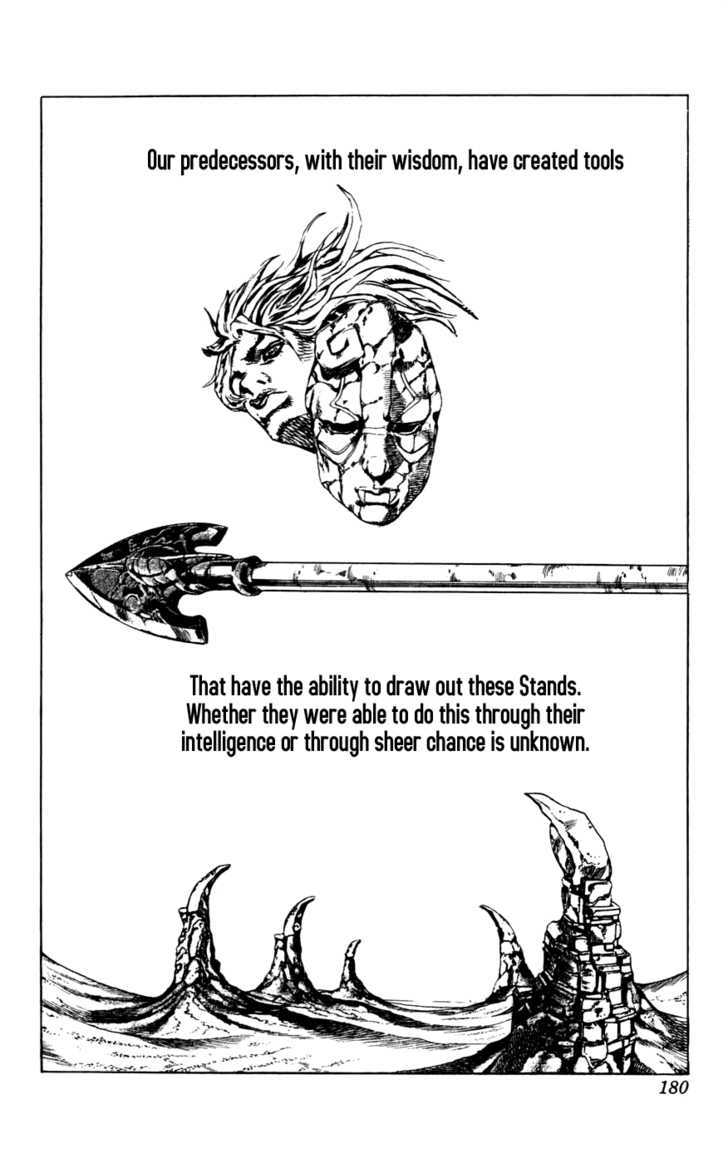 Our predecessors, with their wisdom, have created tools
That have the ability to draw out these Stands.
Whether they were able to do this through their
intelligence or through sheer chance is unknown.
180